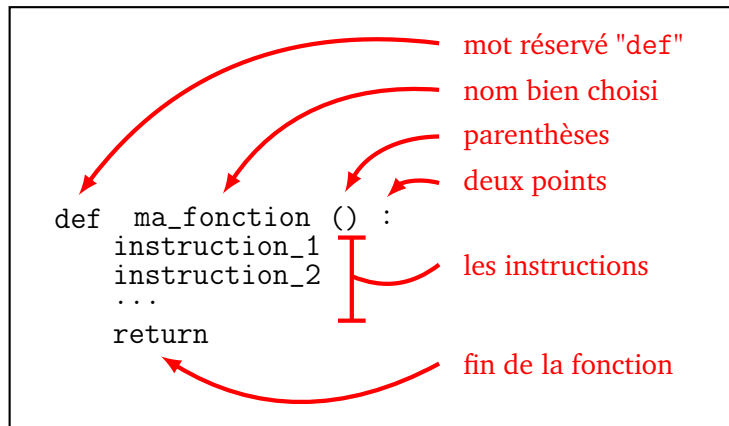 mot réservé "def"
nom bien choisi
parenthèses
deux points
def ma_fonction () :
instruction_1
instruction_2
les instructions
...
return
fin de la fonction